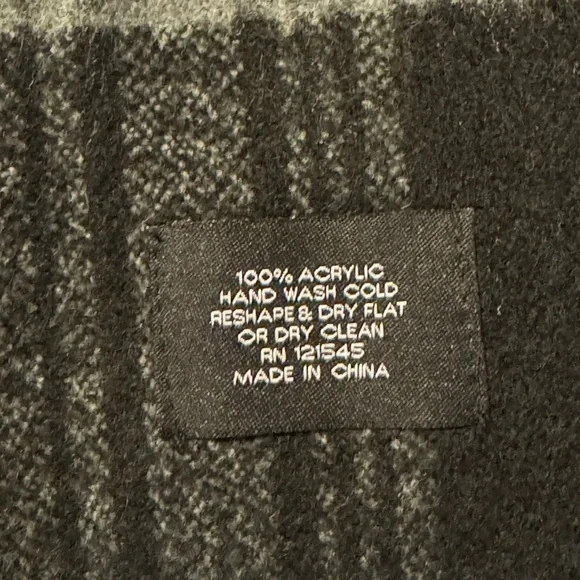 100% ACRYLIC
HAND WASH COLD
RESHAPE & DRY FLAT
OR DRY CLEAN
RN 121545
MADE IN CHINA